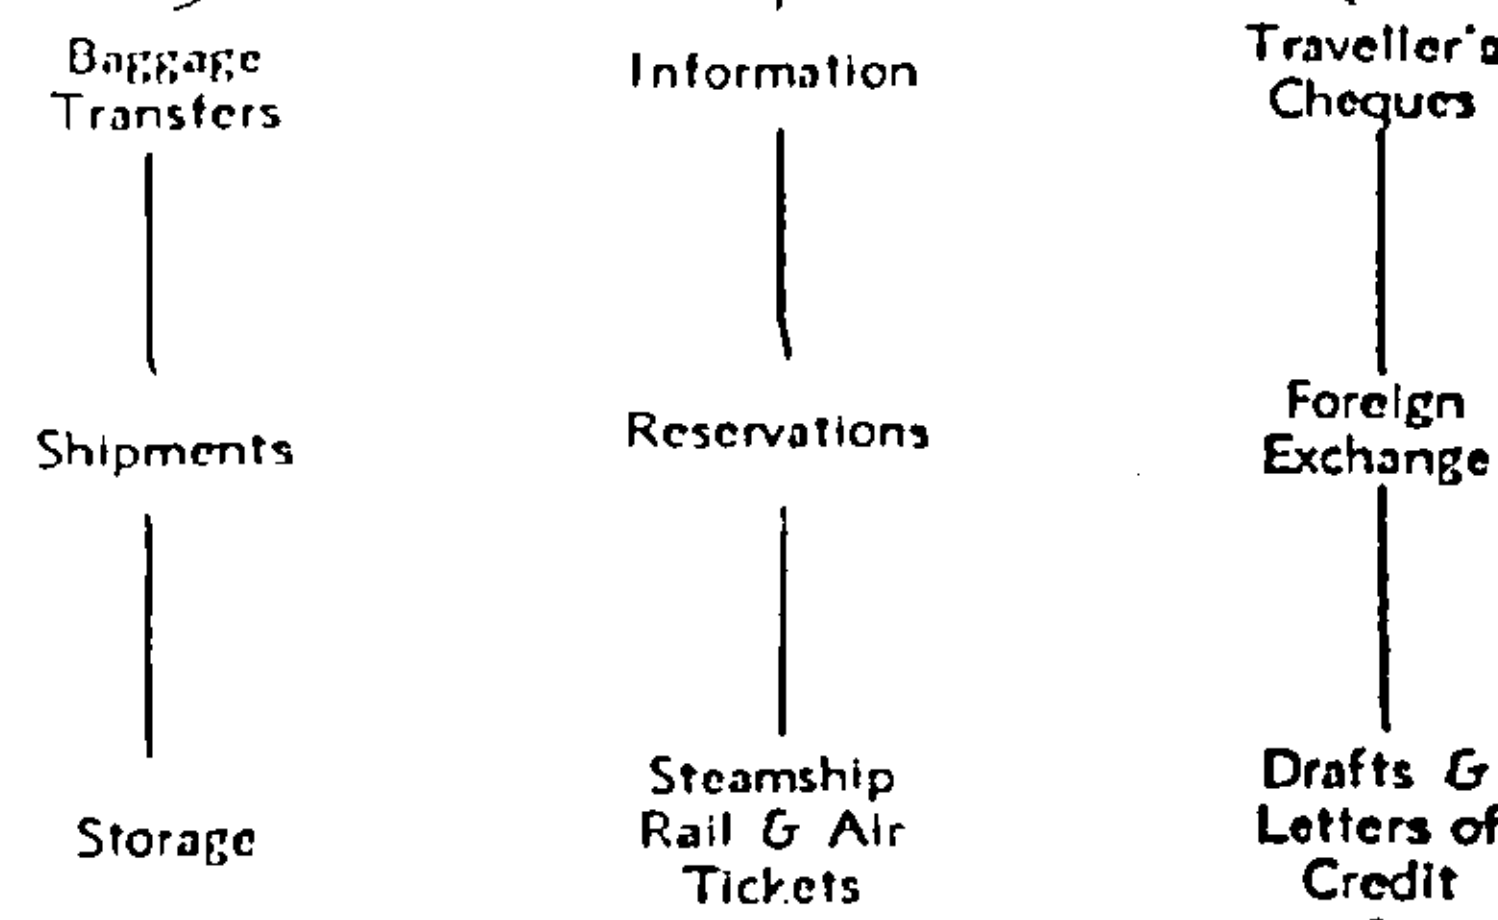 Baggage
Transfers
Shipments
Storage
Information
Reservations
Steamship
Rail & Air
Tickets
Traveller's
Cheques
Foreign
Exchange
Drafts &
Letters of
Credit